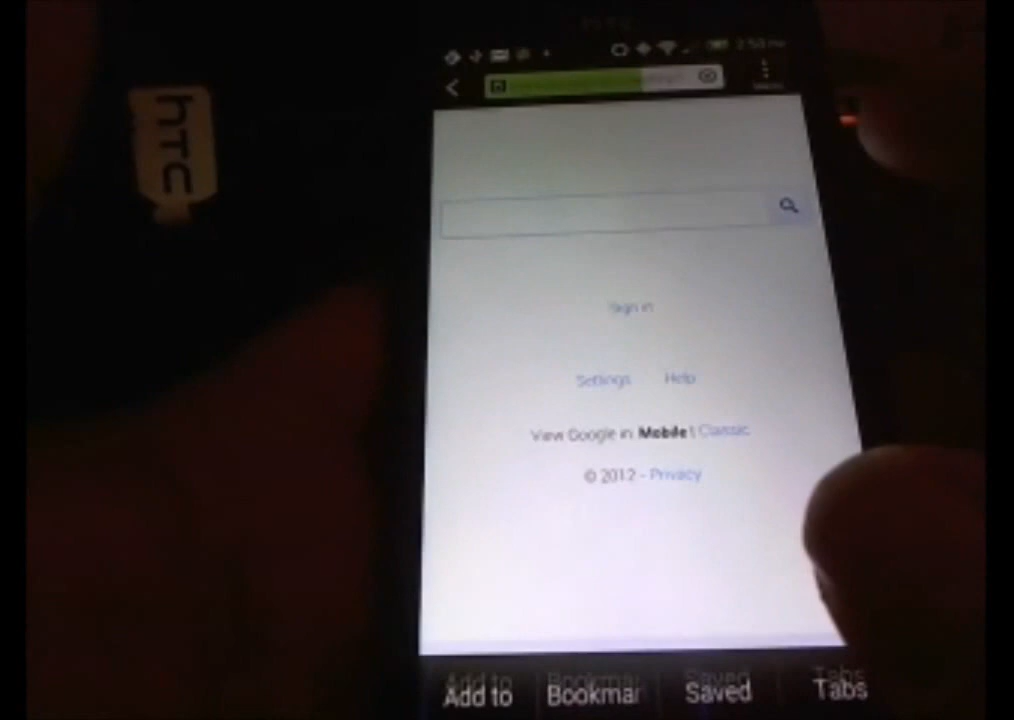 hTC
Sign in
Settings Help
View Google in Mobile | Classic
© 2012 - Privacy
Add to Bookmar Saved Tabs